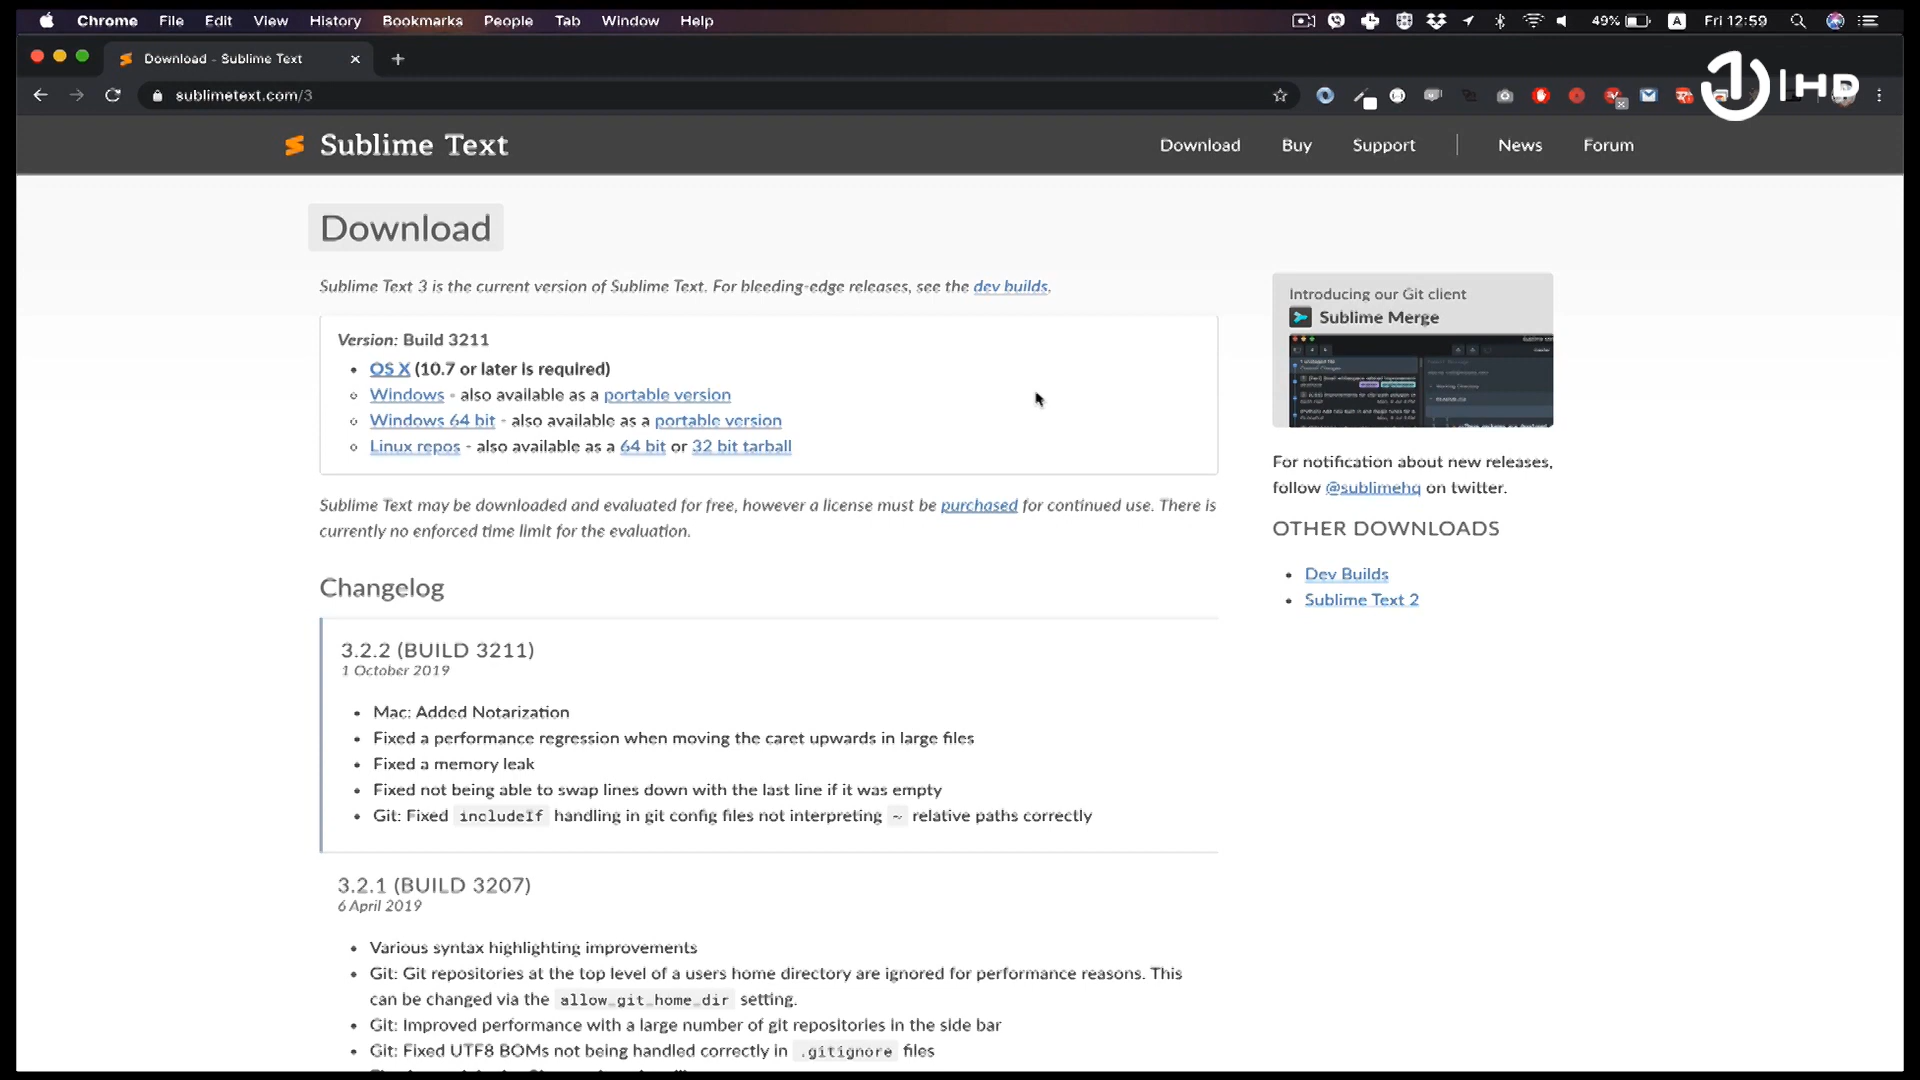 Chrome File Edit View History Bookmarks People Tab Window Help 49% A Fri 12:59
Download - Sublime Text
sublimetext.com/3
HD
Sublime Text Download Buy Support News Forum
Download
Sublime Text 3 is the current version of Sublime Text. For bleeding-edge releases, see the dev builds.
Version: Build 3211
OS X (10.7 or later is required)
Windows - also available as a portable version
Windows 64 bit - also available as a portable version
Linux repos - also available as a 64 bit or 32 bit tarball
Sublime Text may be downloaded and evaluated for free, however a license must be purchased for continued use. There is
currently no enforced time limit for the evaluation.
Changelog
3.2.2 (BUILD 3211)
1 October 2019
Mac: Added Notarization
Fixed a performance regression when moving the caret upwards in large files
Fixed a memory leak
Fixed not being able to swap lines down with the last line if it was empty
Git: Fixed includeIf handling in git config files not interpreting ~ relative paths correctly
3.2.1 (BUILD 3207)
6 April 2019
Various syntax highlighting improvements
Git: Git repositories at the top level of a users home directory are ignored for performance reasons. This
can be changed via the allow_git_home_dir setting.
Git: Improved performance with a large number of git repositories in the side bar
Git: Fixed UTF8 BOMs not being handled correctly in .gitignore files
Introducing our Git client
Sublime Merge
For notification about new releases,
follow @sublimehq on twitter.
OTHER DOWNLOADS
Dev Builds
Sublime Text 2